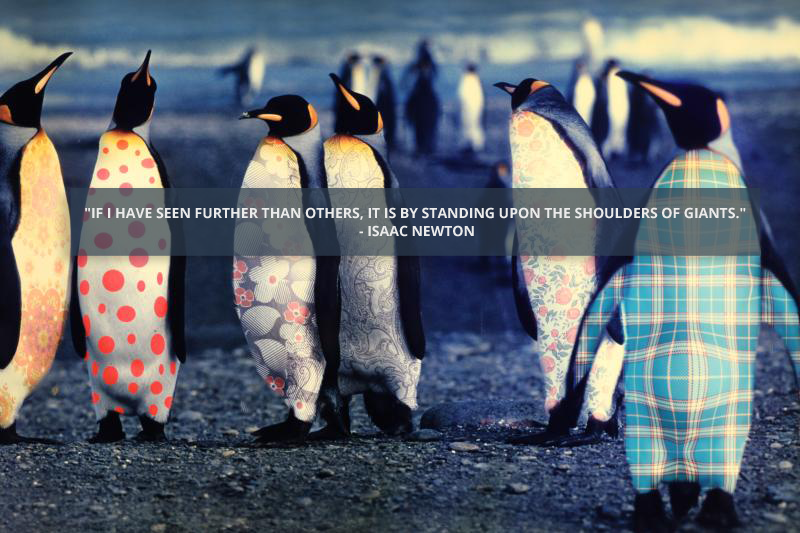 "IF I HAVE SEEN FURTHER THAN OTHERS, IT IS BY STANDING UPON THE SHOULDERS OF GIANTS."
- ISAAC NEWTON